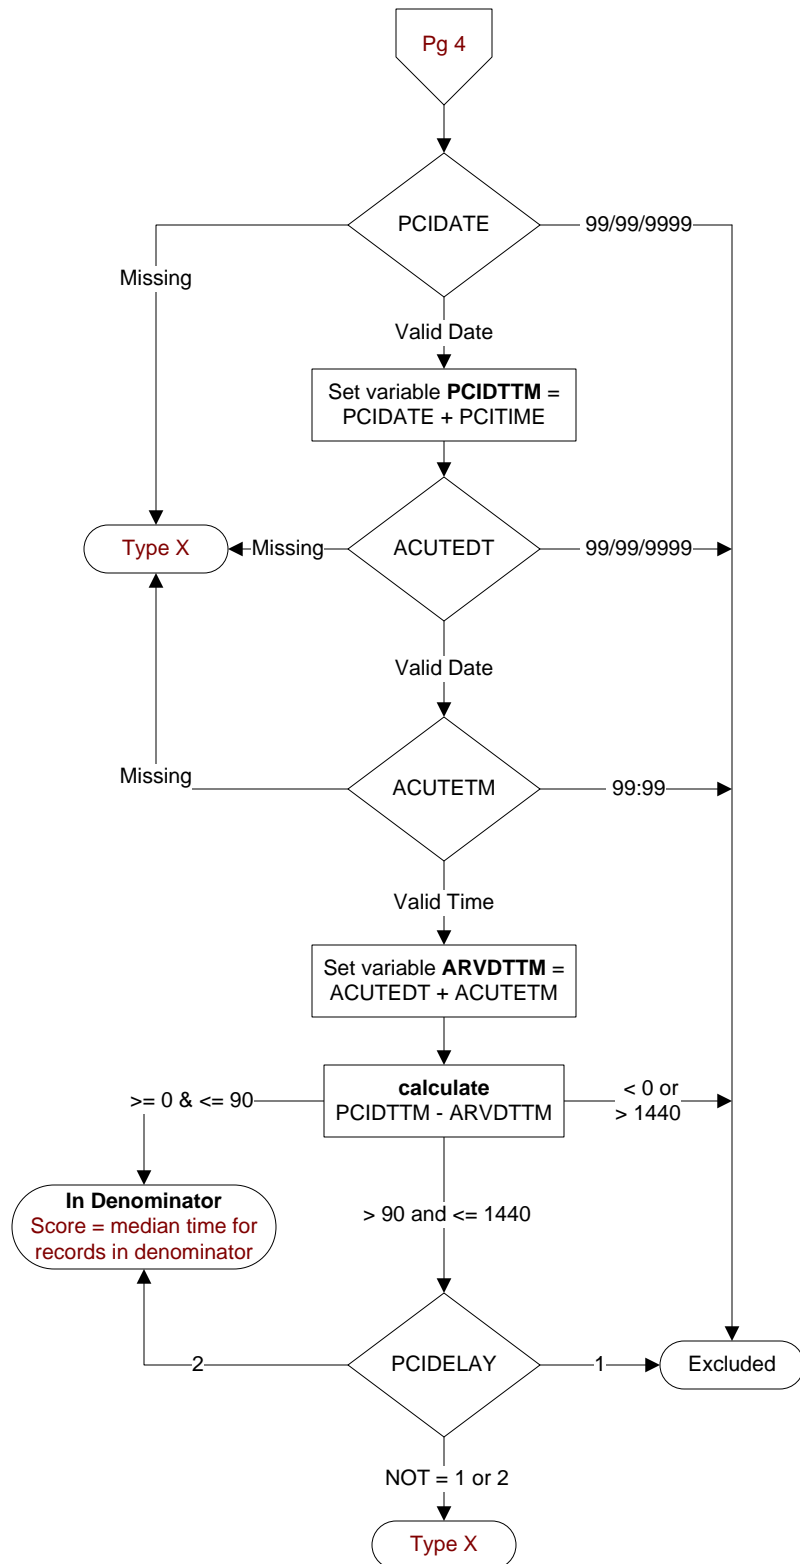 Pg 4
PCIDATE
99/99/9999
Missing
Valid Date
Set variable PCIDTTM =
PCIDATE + PCITIME
Type X
Missing
ACUTEDT
99/99/9999
Valid Date
Missing
ACUTETM
99:99
Valid Time
Set variable ARVDTTM =
ACUTEDT + ACUTETM
>= 0 & <= 90
calculate
PCIDTTM - ARVDTTM
< 0 or
> 1440
In Denominator
Score = median time for
records in denominator
> 90 and <= 1440
2
PCIDELAY
1
Excluded
NOT = 1 or 2
Type X